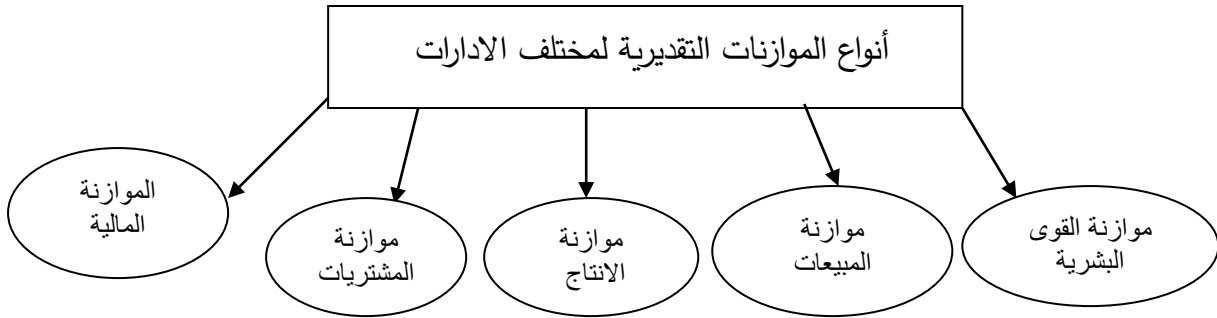 أنواع الموازنات التقديرية لمختلف الادارات
موازنة القوى
البشرية
موازنة
المبيعات
موازنة
الانتاج
موازنة
المشتريات
الموازنة
المالية